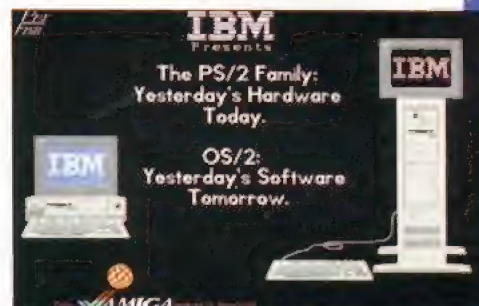 IBM
Presents
The PS/2 Family:
Yesterday's Hardware
Today.
OS/2:
Yesterday's Software
Tomorrow.
IBM
IBM
AMIGA